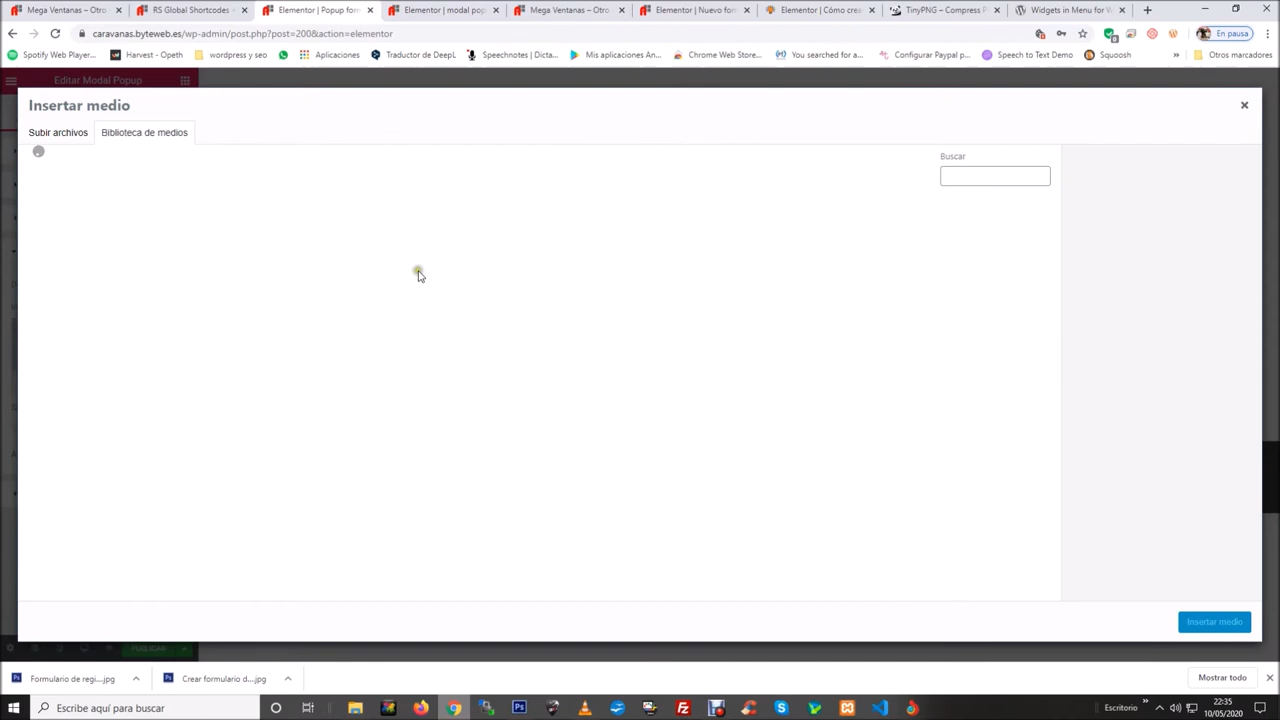 Mega Ventanas – Otro
RS Global Shortcodes
Elementor | Popup for
Elementor | modal pop
Mega Ventanas – Otro
Elementor | Nuevo for
Elementor | Cómo crea
TinyPNG – Compress P
Widgets in Menu for W
caravanas.byteweb.es/wp-admin/post.php?post=200&action=elementor
En pausa
Spotify Web Player...
Harvest - Opeth
wordpress y seo
Aplicaciones
Traductor de DeepL
Speechnotes | Dicta...
Mis aplicaciones An...
Chrome Web Store...
You searched for a...
Configurar Paypal p...
Speech to Text Demo
Squoosh
»
Otros marcadores
Editar Modal Popup
Insertar medio
Subir archivos
Biblioteca de medios
Buscar
Insertar medio
PUBLICAR
Formulario de regi....jpg
Crear formulario d....jpg
Mostrar todo
Escribe aquí para buscar
Escritorio
22:35
10/05/2020